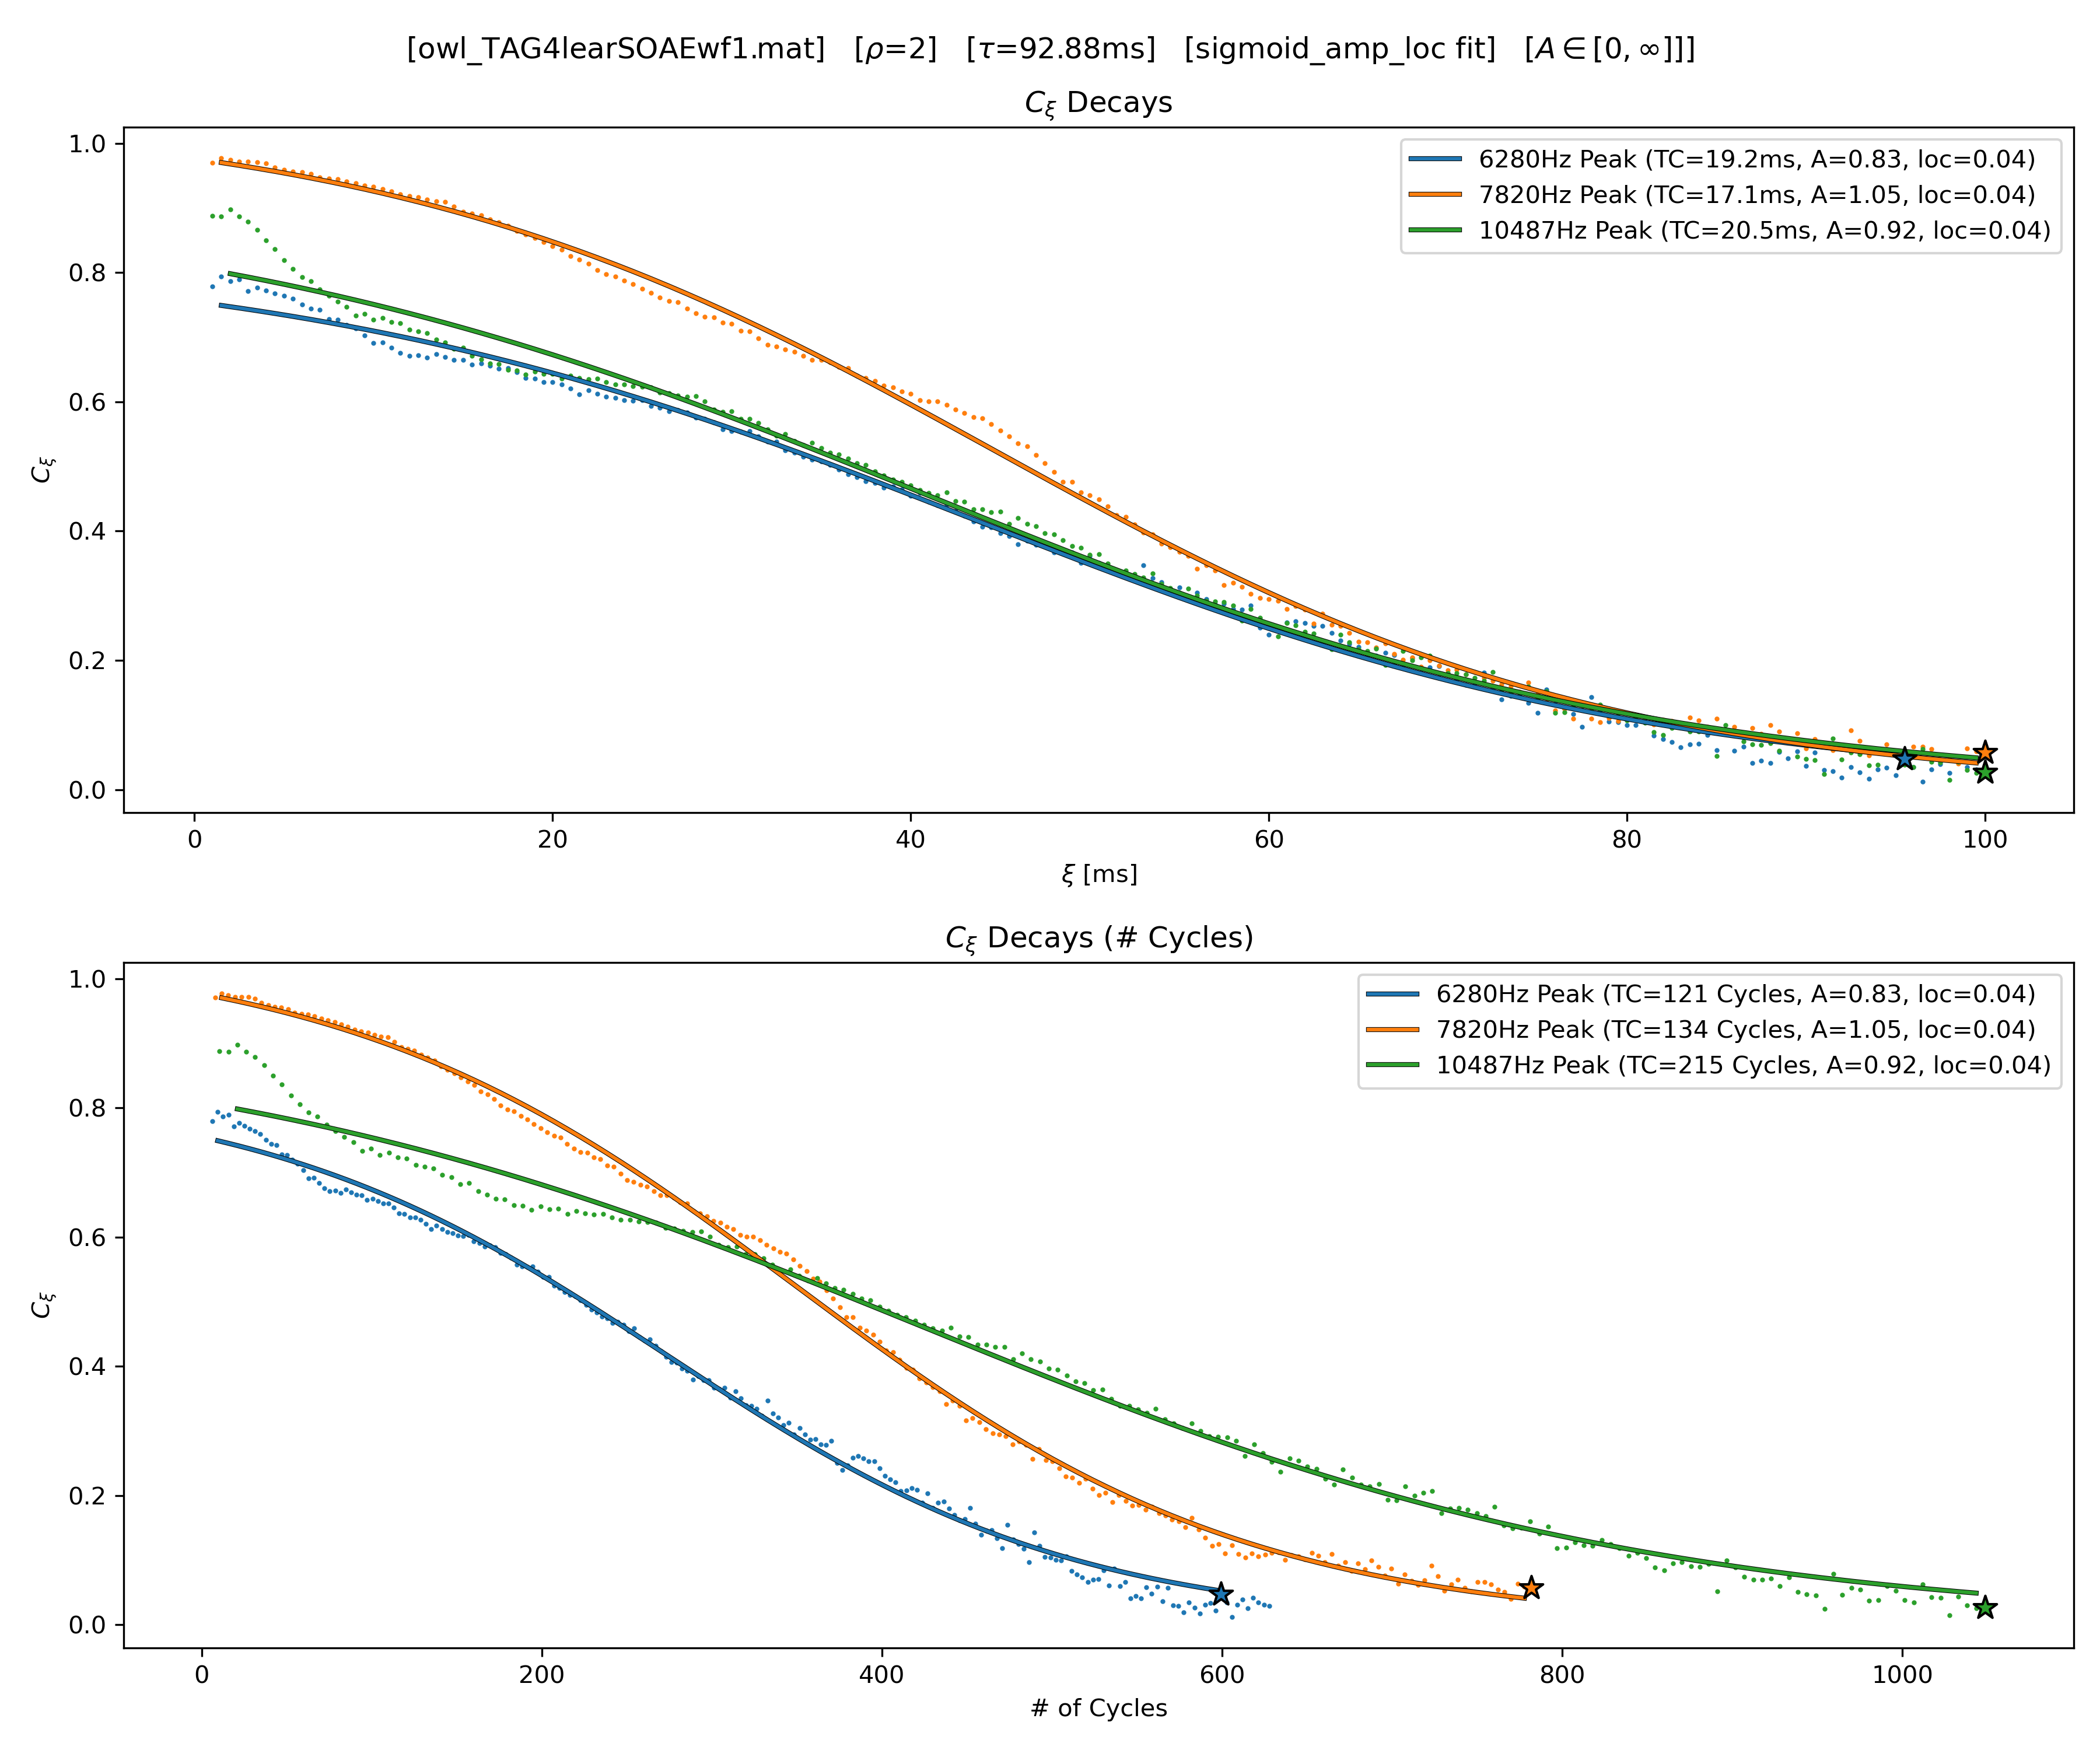 [owl_TAG4learSOAEwf1.mat] [ρ=2] [τ=92.88ms] [sigmoid_amp_loc fit] [A ∈ [0, ∞]]]
C_ξ Decays
1.0
0.8
0.6
0.4
0.2
0.0
C_ξ
6280Hz Peak (TC=19.2ms, A=0.83, loc=0.04)
7820Hz Peak (TC=17.1ms, A=1.05, loc=0.04)
10487Hz Peak (TC=20.5ms, A=0.92, loc=0.04)
0 20 40 60 80 100
ξ [ms]
C_ξ Decays (# Cycles)
1.0
0.8
0.6
0.4
0.2
0.0
C_ξ
6280Hz Peak (TC=121 Cycles, A=0.83, loc=0.04)
7820Hz Peak (TC=134 Cycles, A=1.05, loc=0.04)
10487Hz Peak (TC=215 Cycles, A=0.92, loc=0.04)
0 200 400 600 800 1000
# of Cycles